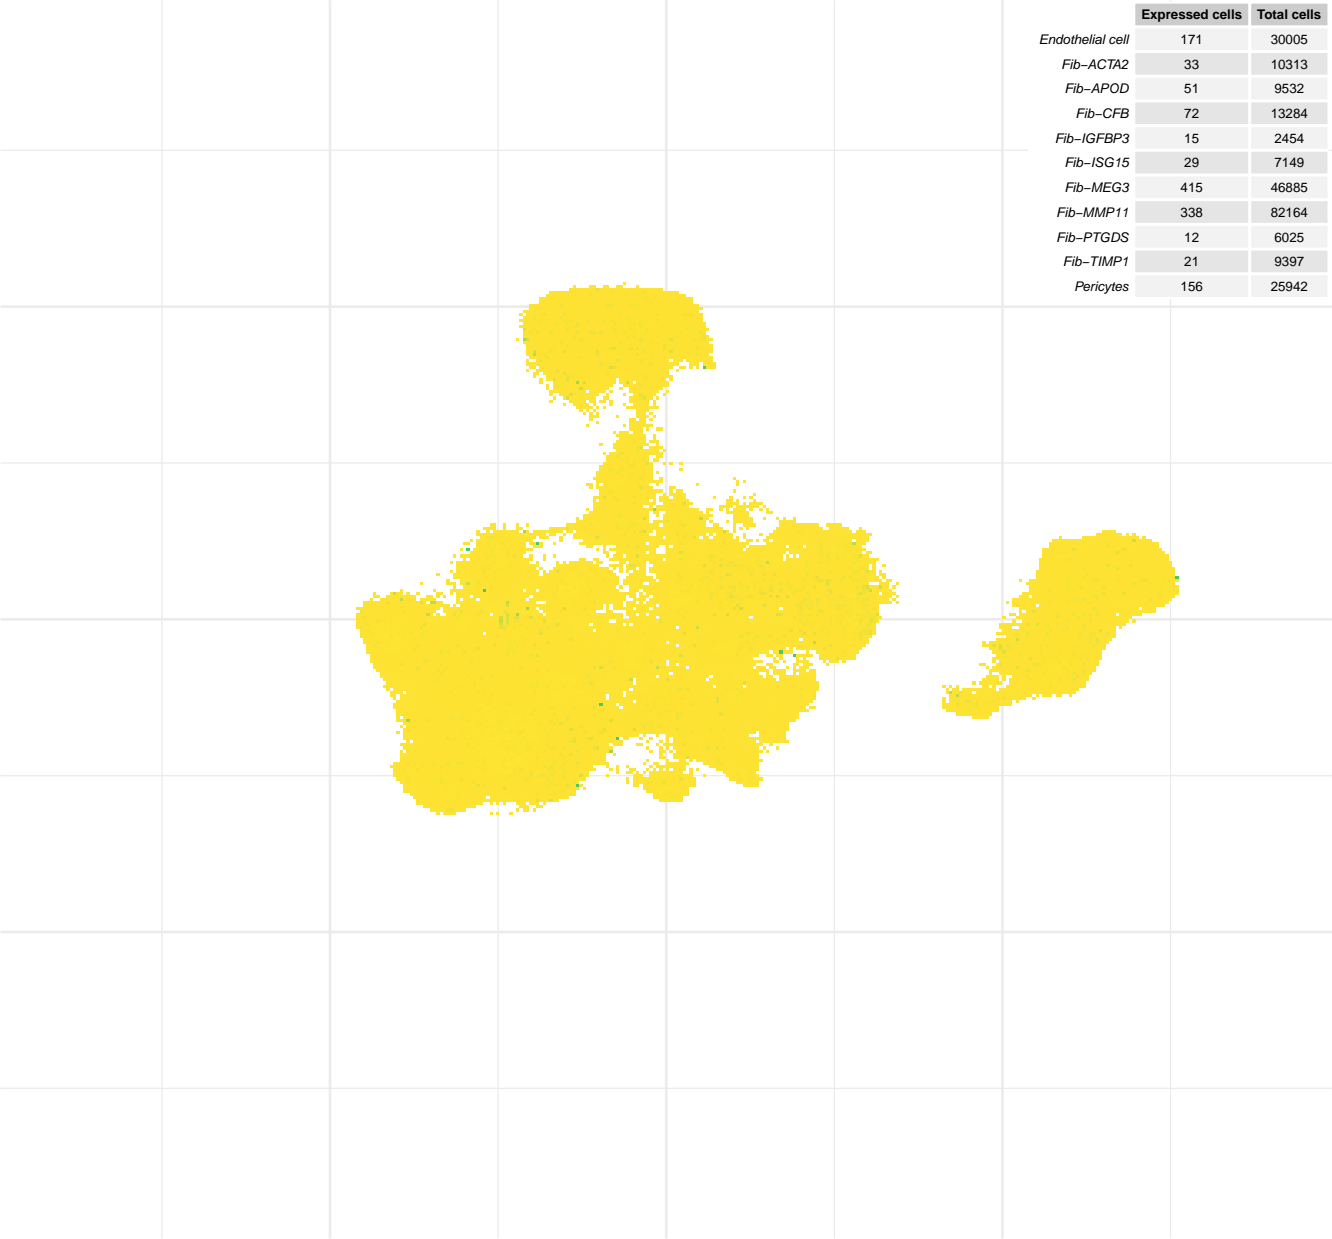 Expressed cells Total cells
Endothelial cell 171 30005
Fib−ACTA2 33 10313
Fib−APOD 51 9532
Fib−CFB 72 13284
Fib−IGFBP3 15 2454
Fib−ISG15 29 7149
Fib−MEG3 415 46885
Fib−MMP11 338 82164
Fib−PTGDS 12 6025
Fib−TIMP1 21 9397
Pericytes 156 25942